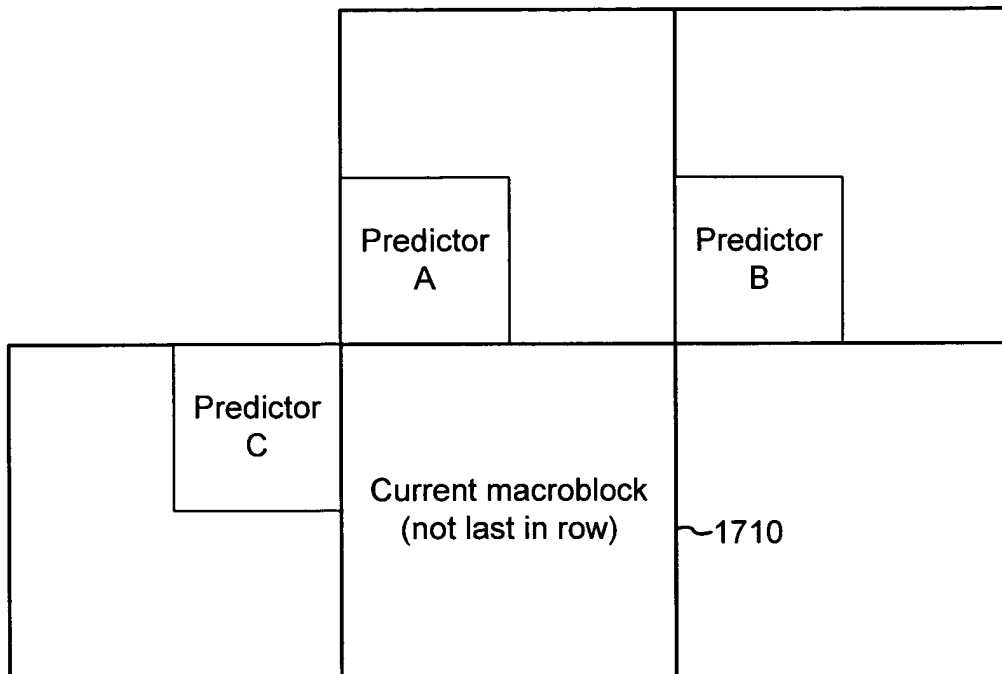 Predictor
A
Predictor
B
Predictor
C
Current macroblock
(not last in row)
1710